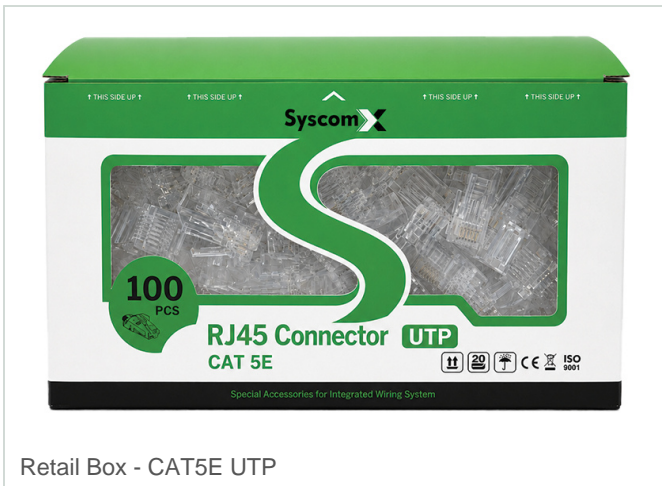 ↑ THIS SIDE UP ↑ ↑ THIS SIDE UP ↑ ↑ THIS SIDE UP ↑ ↑ THIS SIDE UP ↑
SyscomX
100
PCS
RJ45 Connector UTP
CAT 5E
20 CE ISO
9001
Special Accessories for Integrated Wiring System
Retail Box - CAT5E UTP